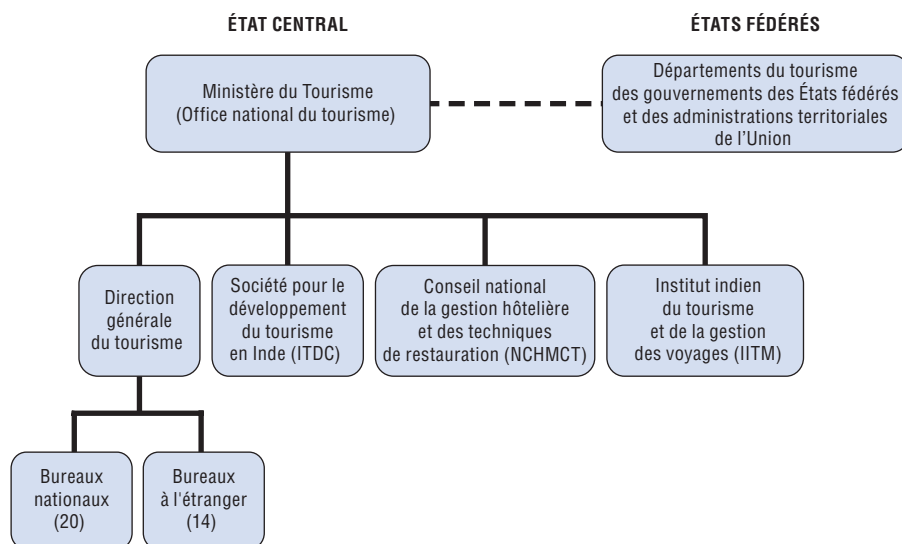 ÉTAT CENTRAL
ÉTATS FÉDÉRÉS
Ministère du Tourisme
(Office national du tourisme)
Départements du tourisme
des gouvernements des États fédérés
et des administrations territoriales
de l'Union
Direction
générale
du tourisme
Société pour le
développement
du tourisme
en Inde (ITDC)
Conseil national
de la gestion hôtelière
et des techniques
de restauration (NCHMCT)
Institut indien
du tourisme
et de la gestion
des voyages (IITM)
Bureaux
nationaux
(20)
Bureaux
à l'étranger
(14)